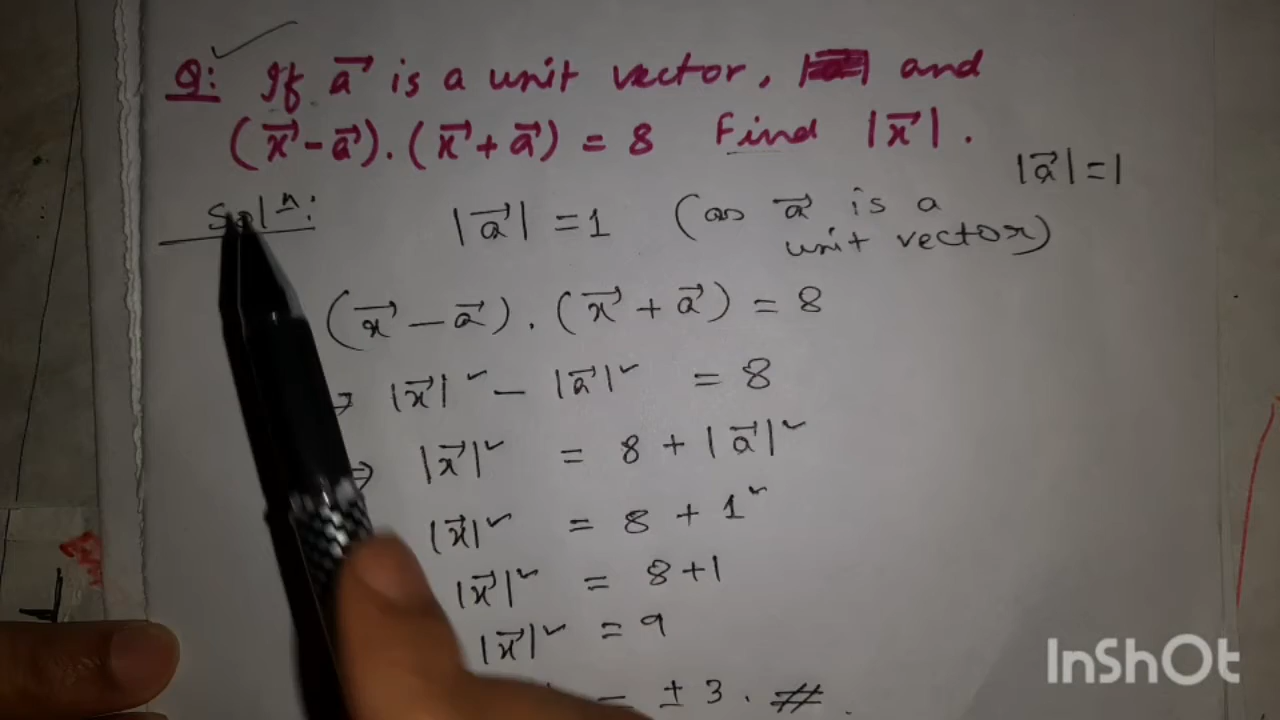 Q: If a⃗ is a unit vector, and
(x⃗ - a⃗) . (x⃗ + a⃗) = 8 Find |x⃗|.
|a⃗| = 1
Solⁿ: |a⃗| = 1 (as a⃗ is a
unit vector)
(x⃗ - a⃗) . (x⃗ + a⃗) = 8
⇒ |x⃗|² - |a⃗|² = 8
⇒ |x⃗|² = 8 + |a⃗|²
|x⃗|² = 8 + 1²
|x⃗|² = 8 + 1
|x⃗|² = 9
= ± 3. #
InShOt